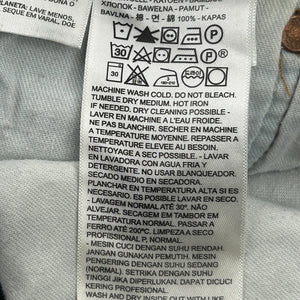 PLANETA: LAVE MENOS,
SEQUE EM VARAL, DOE
ХЛОПОК - BAWEŁNA - PAMUT -
BAVLNA - 棉 - 면 - 綿 100% - KAPAS
30
MACHINE WASH COLD. DO NOT BLEACH.
TUMBLE DRY MEDIUM. HOT IRON
IF NEEDED. DRY CLEANING POSSIBLE -
LAVER EN MACHINE A L'EAU FROIDE.
NE PAS BLANCHIR. SECHER EN MACHINE
A TEMPERATURE MOYENNE. REPASSER A
TEMPERATURE ELEVEE AU BESOIN.
NETTOYAGE A SEC POSSIBLE. - LAVAR
EN LAVADORA CON AGUA FRIA Y
DETERGENTE. NO USAR BLANQUEADOR.
SECADO MEDIO EN MAQUINA.
PLANCHAR EN TEMPERATURA ALTA SI ES
NECESARIO. ES POSIBLE LAVAR EN SECO.
- LAVAGEM NORMAL ATÉ 30º. NÃO
ALVEJAR. SECAGEM EM TAMBOR
TEMPERATURA NORMAL. PASSAR A
FERRO ATÉ 200ºC. LIMPEZA A SECO
PROFISSIONAL P, NORMAL
- MESIN CUCI DENGAN SUHU RENDAH.
JANGAN GUNAKAN PEMUTIH. MESIN
PENGERING DENGAN SUHU SEDANG
(NORMAL). SETRIKA DENGAN SUHU
TINGGI JIKA DIPERLUKAN. DAPAT
DICUCI
WASH AND DRY INSIDE OUT WITH LIKE